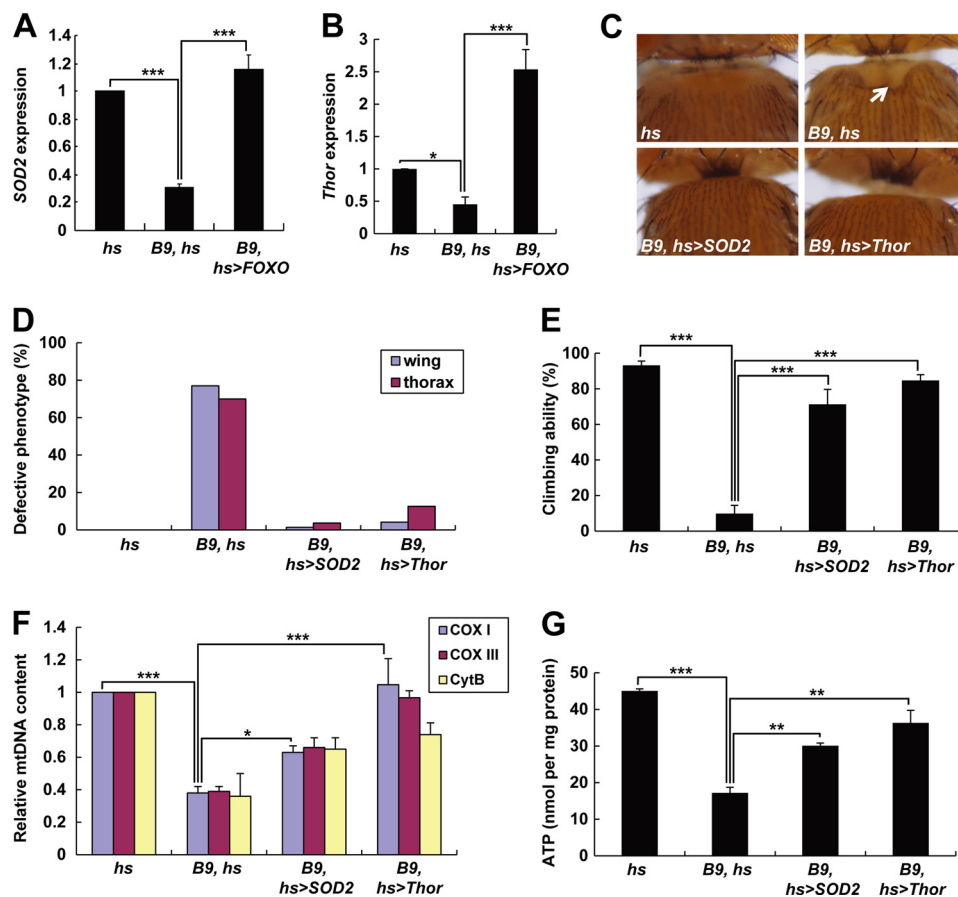 A
SOD2 expression
1.4
1.2
1
0.8
0.6
0.4
0.2
0
***
***
hs
B9, hs
B9,
hs>FOXO
B
Thor expression
3
2.5
2
1.5
1
0.5
0
*
***
hs
B9, hs
B9,
hs>FOXO
C
hs
B9, hs
B9, hs>SOD2
B9, hs>Thor
D
Defective phenotype (%)
100
80
60
40
20
0
wing
thorax
hs
B9, hs
B9,
hs>SOD2
B9,
hs>Thor
E
Climbing ability (%)
100
80
60
40
20
0
***
***
***
hs
B9, hs
B9,
hs>SOD2
B9,
hs>Thor
F
Relative mtDNA content
1.4
1.2
1
0.8
0.6
0.4
0.2
0
***
***
*
COX I
COX III
CytB
hs
B9, hs
B9,
hs>SOD2
B9,
hs>Thor
G
ATP (nmol per mg protein)
50
40
30
20
10
0
***
**
**
hs
B9, hs
B9,
hs>SOD2
B9,
hs>Thor